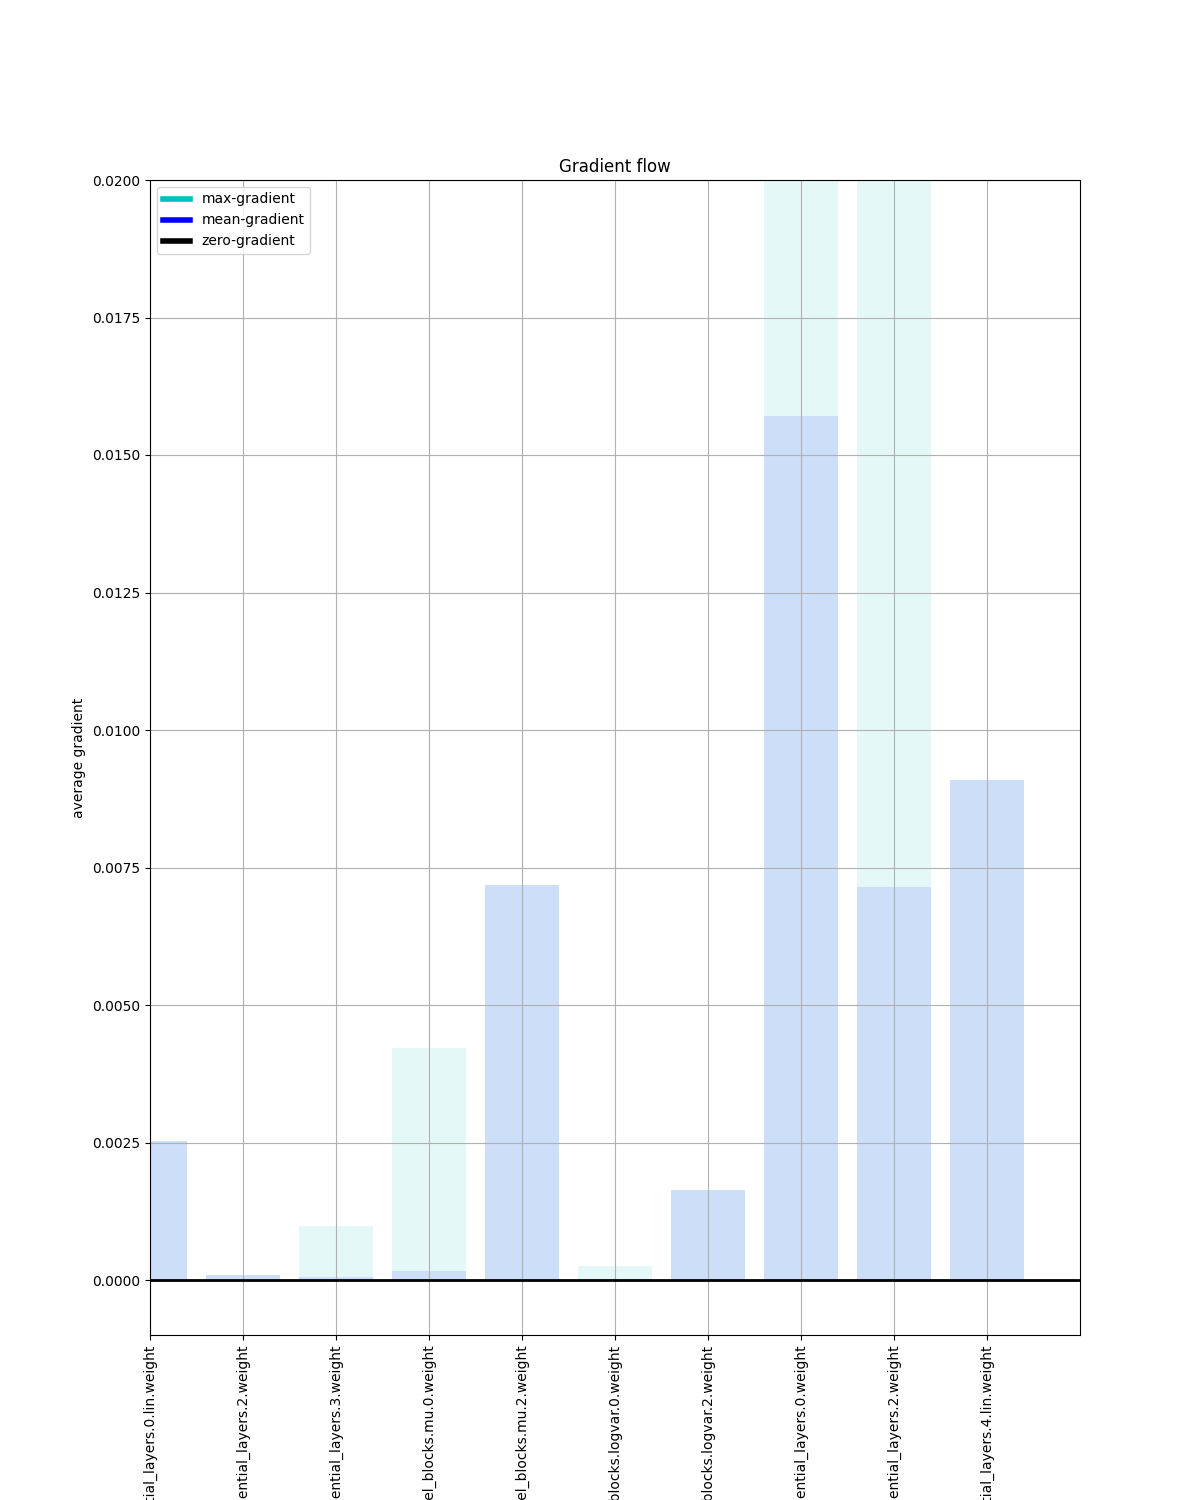 Gradient flow
max-gradient
mean-gradient
zero-gradient
0.0200
0.0175
0.0150
0.0125
0.0100
0.0075
0.0050
0.0025
0.0000
average gradient
tial_layers.0.lin.weight
ential_layers.2.weight
ential_layers.3.weight
el_blocks.mu.0.weight
el_blocks.mu.2.weight
blocks.logvar.0.weight
blocks.logvar.2.weight
ential_layers.0.weight
ential_layers.2.weight
tial_layers.4.lin.weight